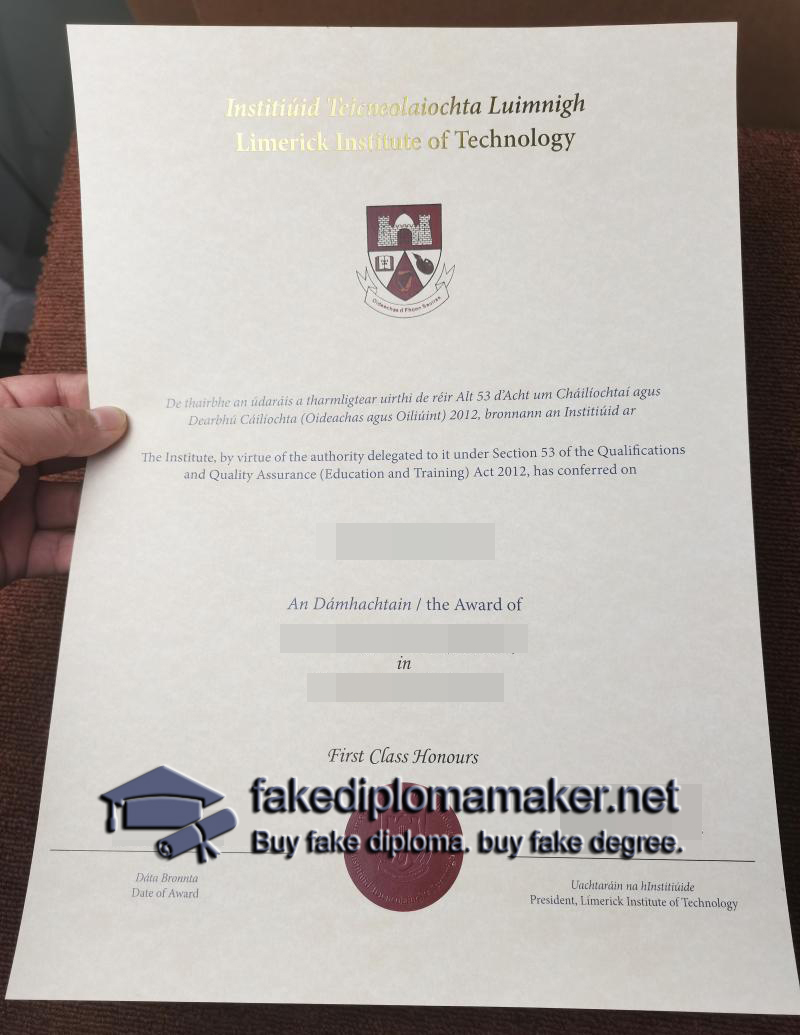 Institiúid Teicneolaiochta Luimnigh
Limerick Institute of Technology
Oideachas d'Fhónn Saothair
De thairbhe an údaráis a tharmligtear uirthi de réir Alt 53 d'Acht um Cháilíochtaí agus
Dearbhú Cáilíochta (Oideachas agus Oiliúint) 2012, bronnann an Institiúid ar
The Institute, by virtue of the authority delegated to it under Section 53 of the Qualifications
and Quality Assurance (Education and Training) Act 2012, has conferred on
An Dámhachtain / the Award of
in
First Class Honours
fakediplomamaker.net
Buy fake diploma. buy fake degree.
Dáta Bronnta
Date of Award
Uachtaráin na hInstitiúide
President, Limerick Institute of Technology